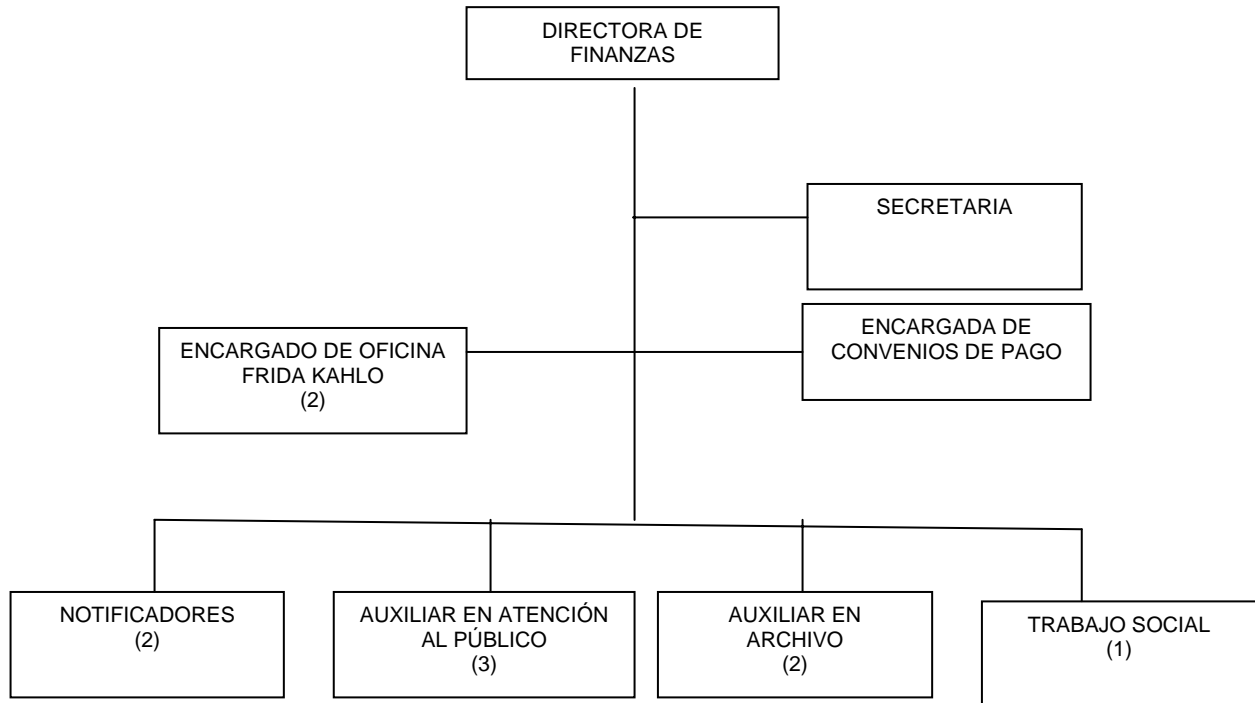 DIRECTORA DE
FINANZAS
SECRETARIA
ENCARGADO DE OFICINA
FRIDA KAHLO
(2)
ENCARGADA DE
CONVENIOS DE PAGO
NOTIFICADORES
(2)
AUXILIAR EN ATENCIÓN
AL PÚBLICO
(3)
AUXILIAR EN
ARCHIVO
(2)
TRABAJO SOCIAL
(1)